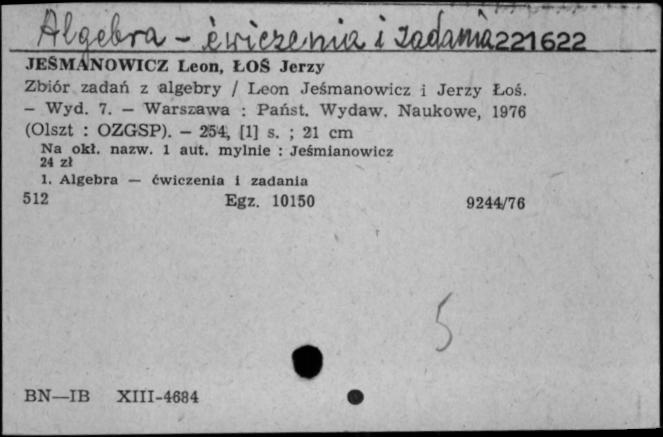 Algebra - ćwiczenia i zadania 221622
JEŚMANOWICZ Leon, ŁOŚ Jerzy
Zbiór zadań z algebry / Leon Jeśmanowicz i Jerzy Łoś.
– Wyd. 7. – Warszawa : Państ. Wydaw. Naukowe, 1976
(Olszt : OZGSP). – 254, [1] s. ; 21 cm
Na okł. nazw. 1 aut. mylnie : Jeśmianowicz
24 zł
1. Algebra — ćwiczenia i zadania
512 Egz. 10150 9244/76
5
BN—IB XIII-4684